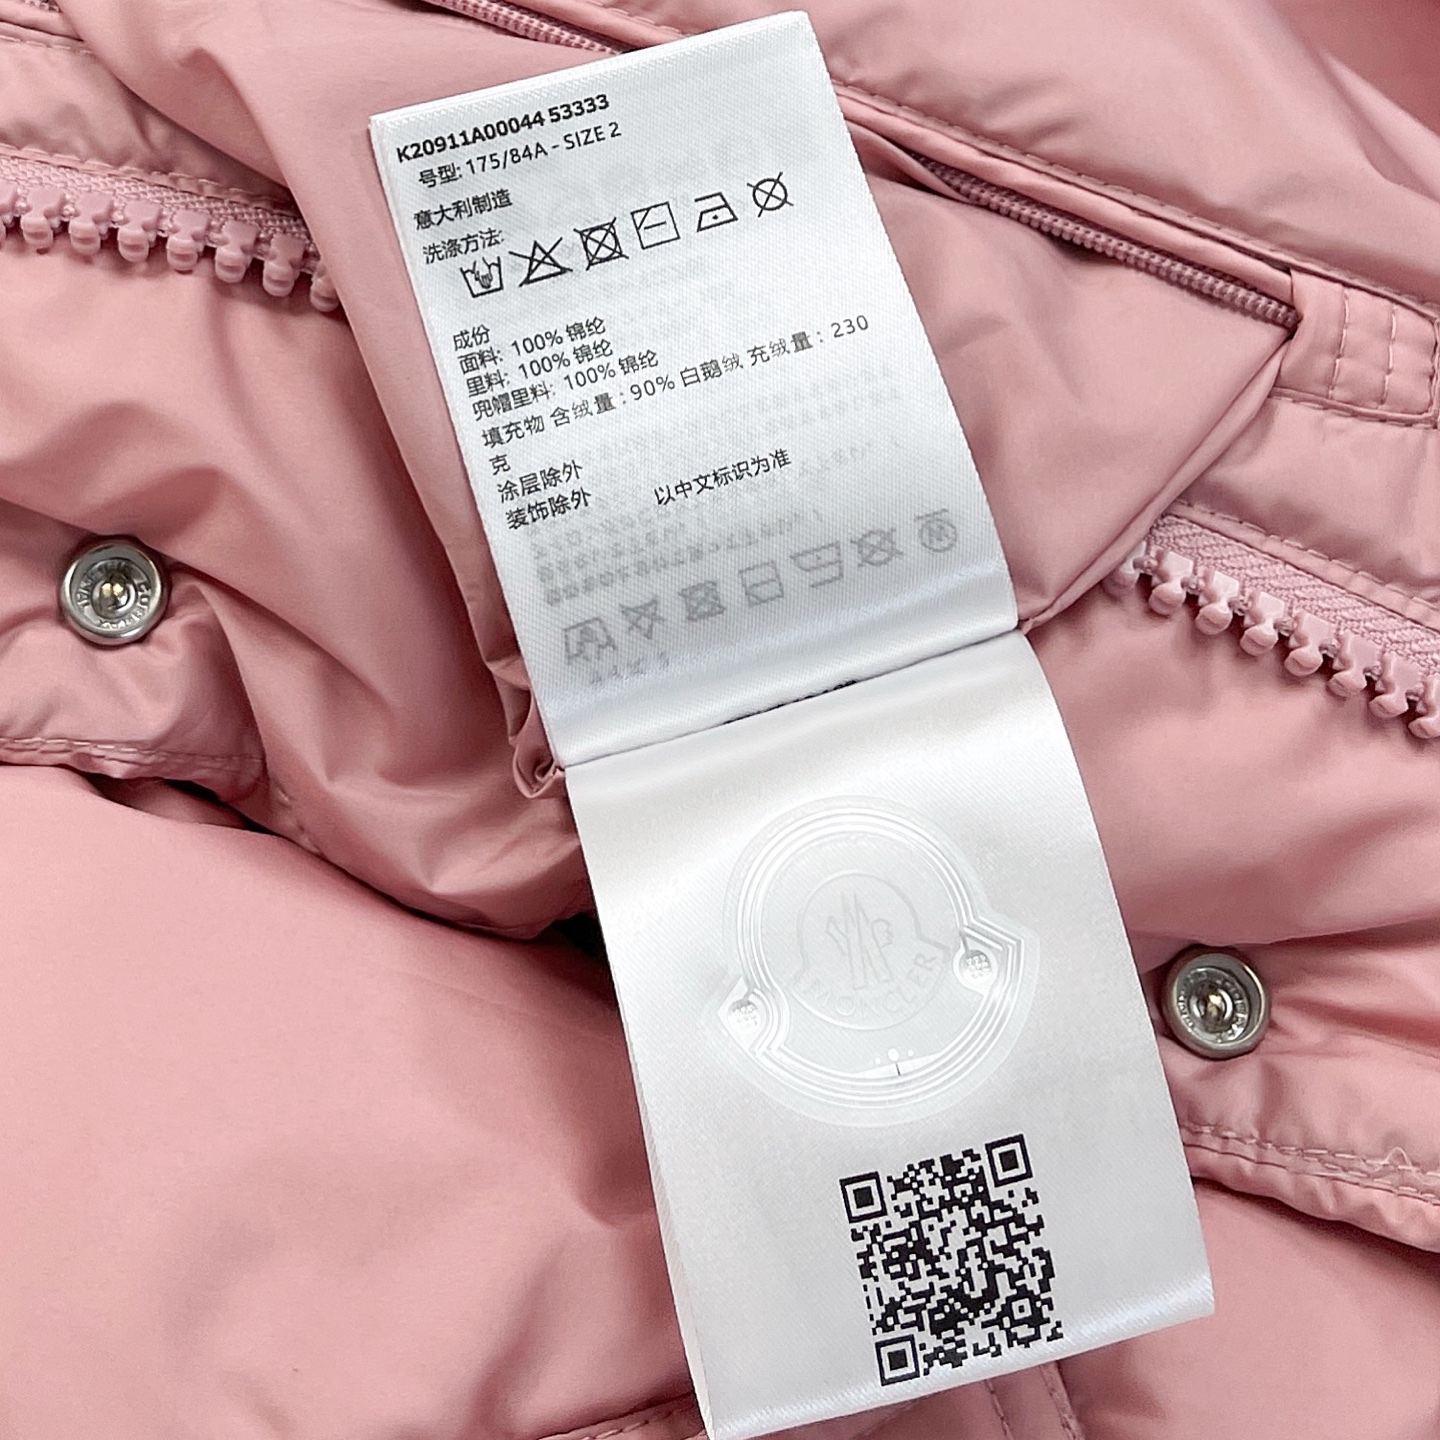 K20911A00044 53333
号型: 175/84A - SIZE 2
意大利制造
洗涤方法:
成份
面料: 100% 锦纶
里料: 100% 锦纶
兜帽里料: 100% 锦纶
填充物 含绒量 : 90% 白鹅绒 充绒量 : 230
克
涂层除外
装饰除外 以中文标识为准
MONCLER